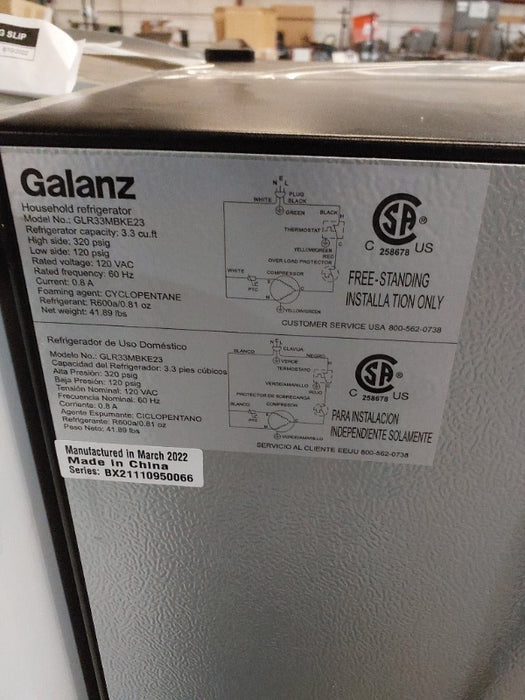 G SLIP
Galanz
Household refrigerator
Model No.: GLR33MBKE23
Refrigerator capacity: 3.3 cu.ft
High side: 320 psig
Low side: 120 psig
Rated voltage: 120 VAC
Rated frequency: 60 Hz
Current: 0.8 A
Foaming agent: CYCLOPENTANE
Refrigerant: R600a/0.81 oz
Net weight: 41.89 lbs
E
N L
PLUG
WHITE BLACK
GREEN BLACK
H
THERMOSTAT
C
YELLOW/GREEN
RED
OVER LOAD PROTECTOR
WHITE COMPRESSOR
PTC
YELLOW/GREEN
CSA ®
C 258678 US
FREE-STANDING
INSTALLATION ONLY
CUSTOMER SERVICE USA 800-562-0738
Refrigerador de Uso Doméstico
Modelo No.: GLR33MBKE23
Capacidad del Refrigerador: 3.3 pies cúbicos
Alta Presión: 320 psig
Baja Presión: 120 psig
Tensión Nominal: 120 VAC
Frecuencia Nominal: 60 Hz
Corriente: 0.8 A
Agente Espumante: CICLOPENTANO
Refrigerante: R600a/0.81 oz
Peso Neto: 41.89 lbs
E
N L
CLAVIJA
BLANCO NEGRO
VERDE
TERMOSTATO
VERDE/AMARILLO
ROJO
PROTECTOR DE SOBRECARGA
BLANCO COMPRESOR
PTC
VERDE/AMARILLO
CSA ®
C 258678 US
PARA INSTALACION
INDEPENDIENTE SOLAMENTE
SERVICIO AL CLIENTE EEUU 800-562-0738
Manufactured in March 2022
Made in China
Series: BX21110950066